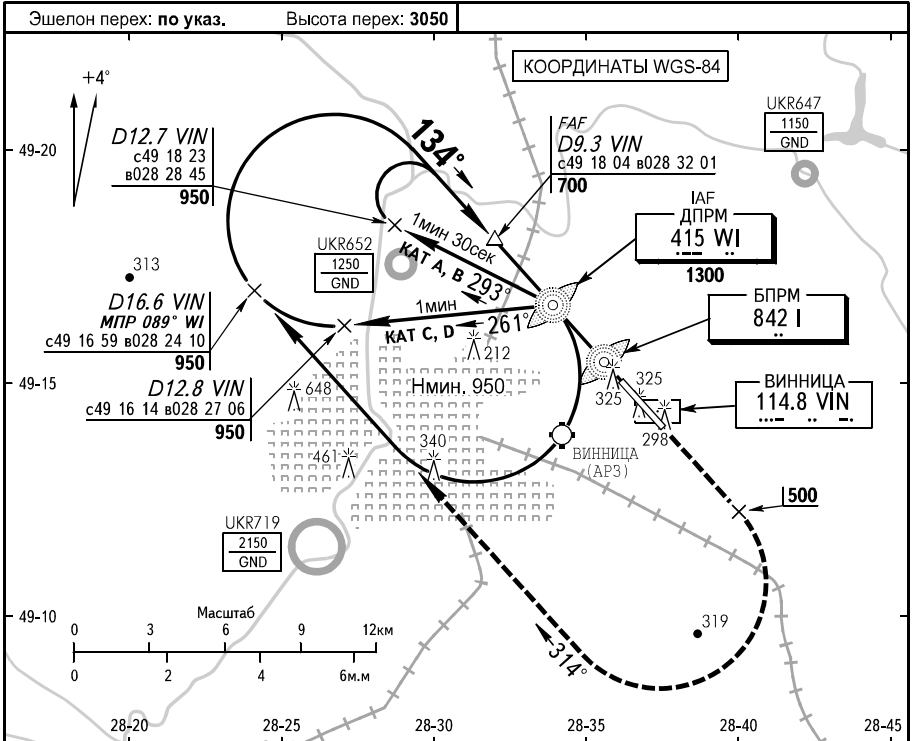 Эшелон перех: по указ. Высота перех: 3050
28-20 28-25 28-30 28-35 28-40 28-45
КООРДИНАТЫ WGS-84
+4°
49-20
D12.7 VIN
с49 18 23
в028 28 45
950
134°
FAF
D9.3 VIN
с49 18 04 в028 32 01
700
UKR647
1150
GND
IAF
ДПРМ
415 WI
1300
UKR652
1250
GND
1мин 30сек
КАТ A, B 293°
1мин
КАТ C, D 261°
313
D16.6 VIN
МПР 089° WI
с49 16 59 в028 24 10
950
БПРМ
842 I
212
49-15
D12.8 VIN
с49 16 14 в028 27 06
950
Нмин. 950
648
325
325
298
ВИННИЦА
114.8 VIN
461
340
ВИННИЦА
(АРЗ)
500
UKR719
2150
GND
49-10
Масштаб
0 3 6 9 12км
0 2 4 6м.м
319
314°